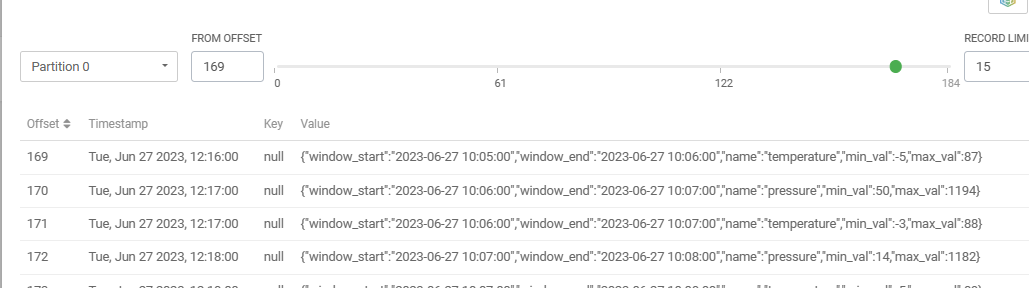 FROM OFFSET
RECORD LIMI
Partition 0
169
15
0
61
122
184
Offset Timestamp Key Value
169 Tue, Jun 27 2023, 12:16:00 null {"window_start":"2023-06-27 10:05:00","window_end":"2023-06-27 10:06:00","name":"temperature","min_val":-5,"max_val":87}
170 Tue, Jun 27 2023, 12:17:00 null {"window_start":"2023-06-27 10:06:00","window_end":"2023-06-27 10:07:00","name":"pressure","min_val":50,"max_val":1194}
171 Tue, Jun 27 2023, 12:17:00 null {"window_start":"2023-06-27 10:06:00","window_end":"2023-06-27 10:07:00","name":"temperature","min_val":-3,"max_val":88}
172 Tue, Jun 27 2023, 12:18:00 null {"window_start":"2023-06-27 10:07:00","window_end":"2023-06-27 10:08:00","name":"pressure","min_val":14,"max_val":1182}